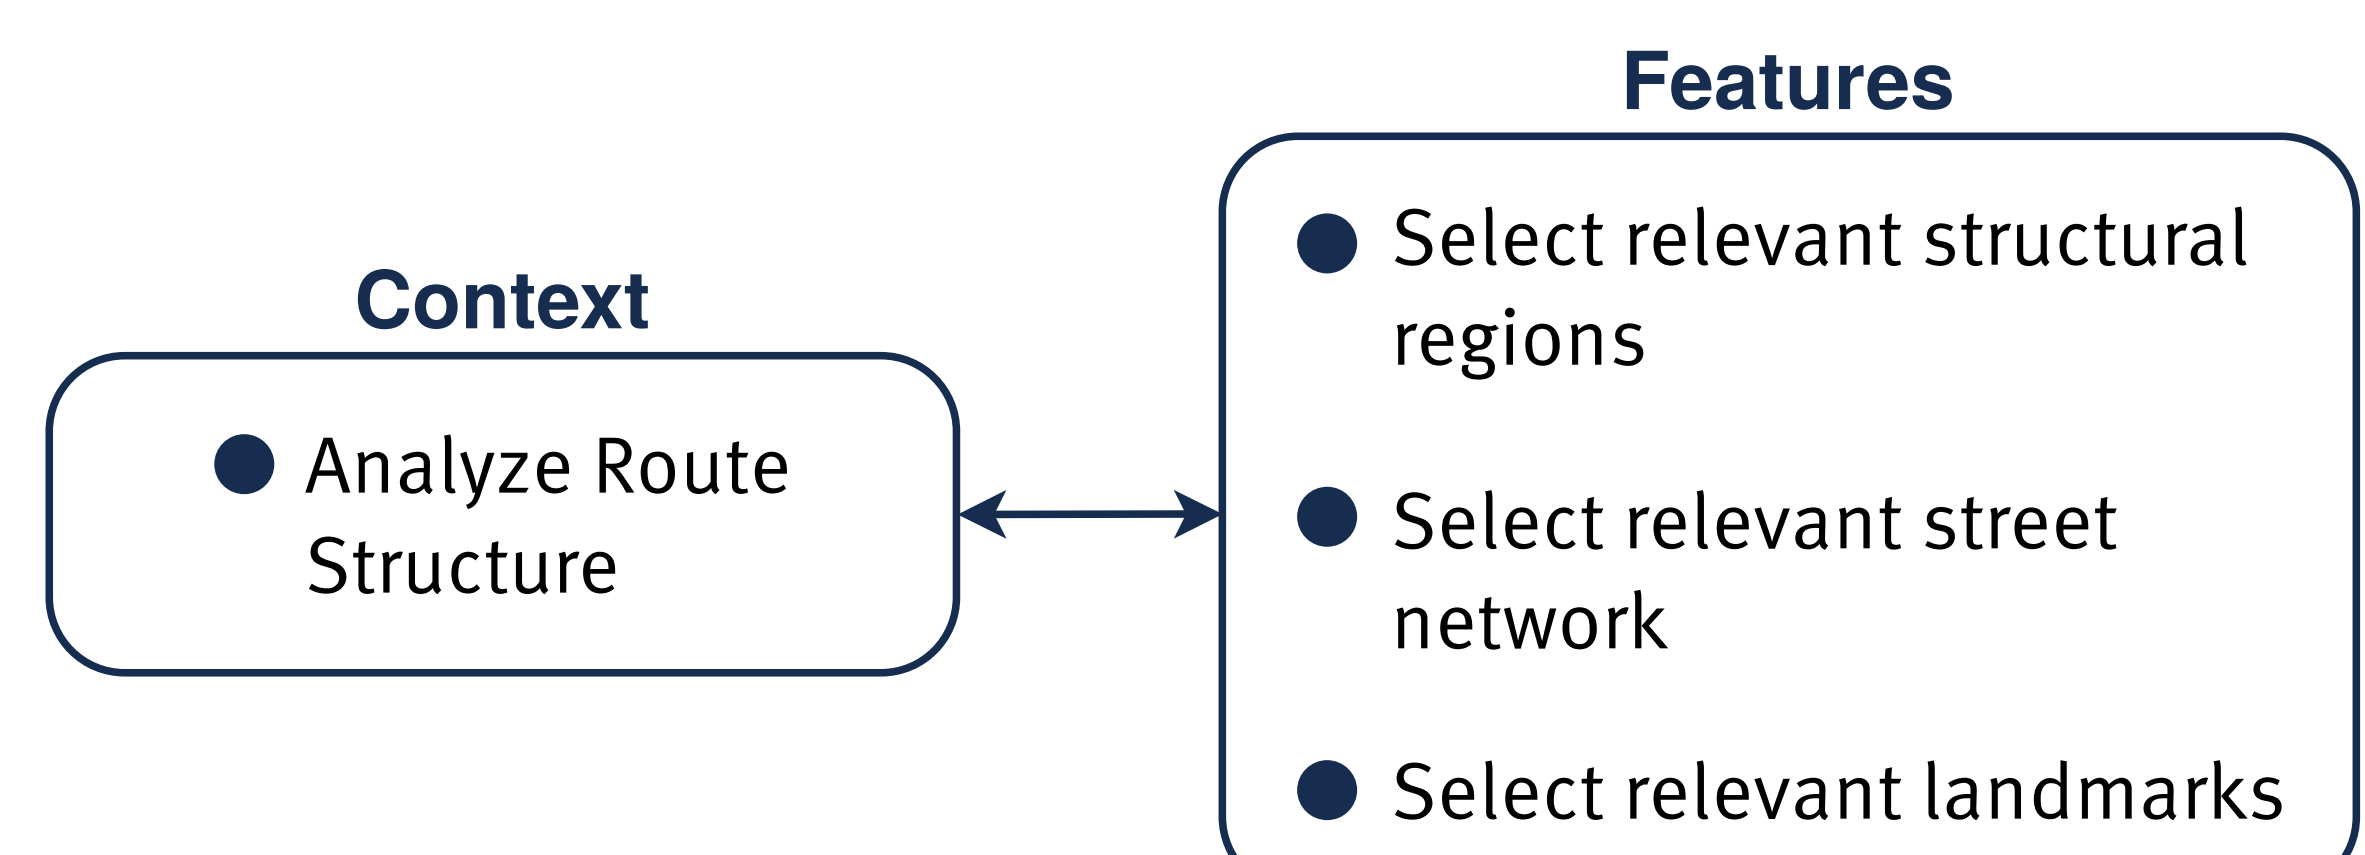 Context
Analyze Route
Structure
Features
Select relevant structural
regions
Select relevant street
network
Select relevant landmarks